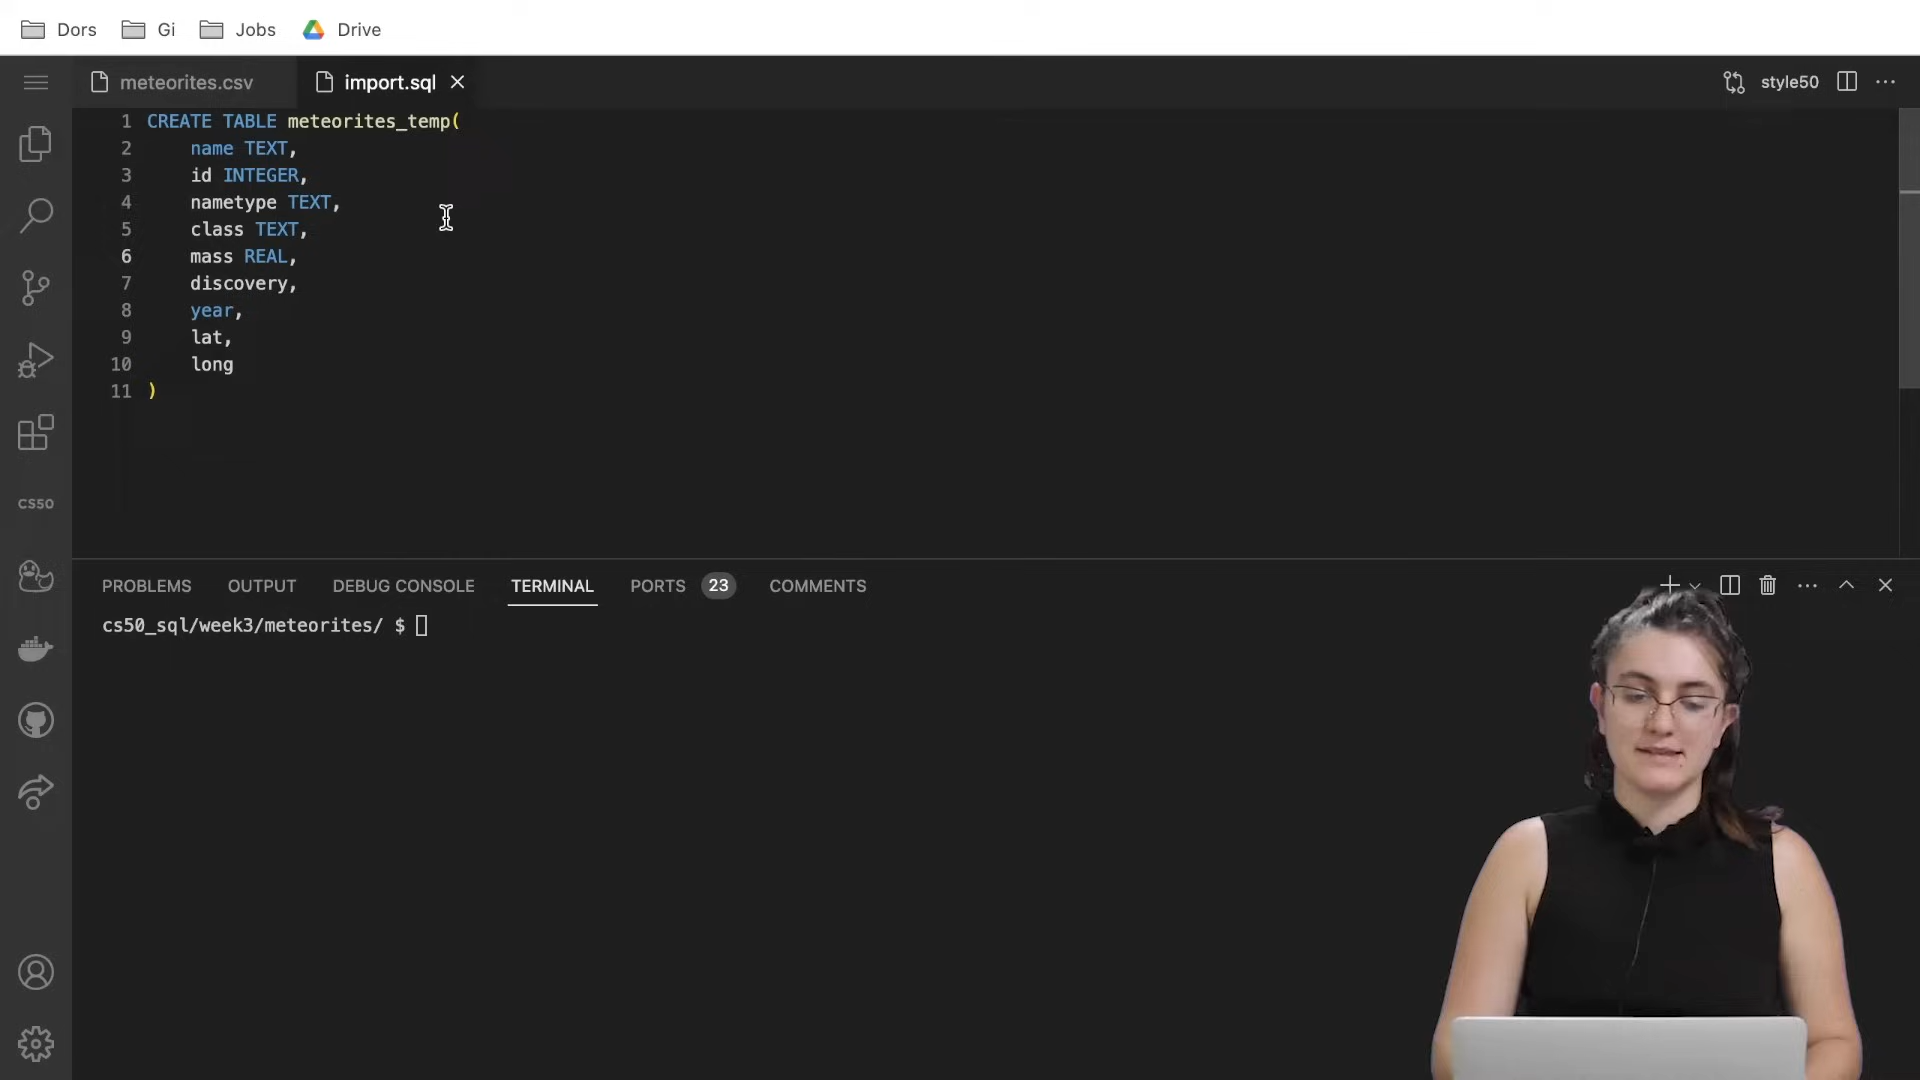 Dors Gi Jobs Drive
meteorites.csv import.sql style50
1 CREATE TABLE meteorites_temp(
2 name TEXT,
3 id INTEGER,
4 nametype TEXT,
5 class TEXT,
6 mass REAL,
7 discovery,
8 year,
9 lat,
10 long
11 )
CS50
PROBLEMS OUTPUT DEBUG CONSOLE TERMINAL PORTS 23 COMMENTS
cs50_sql/week3/meteorites/ $